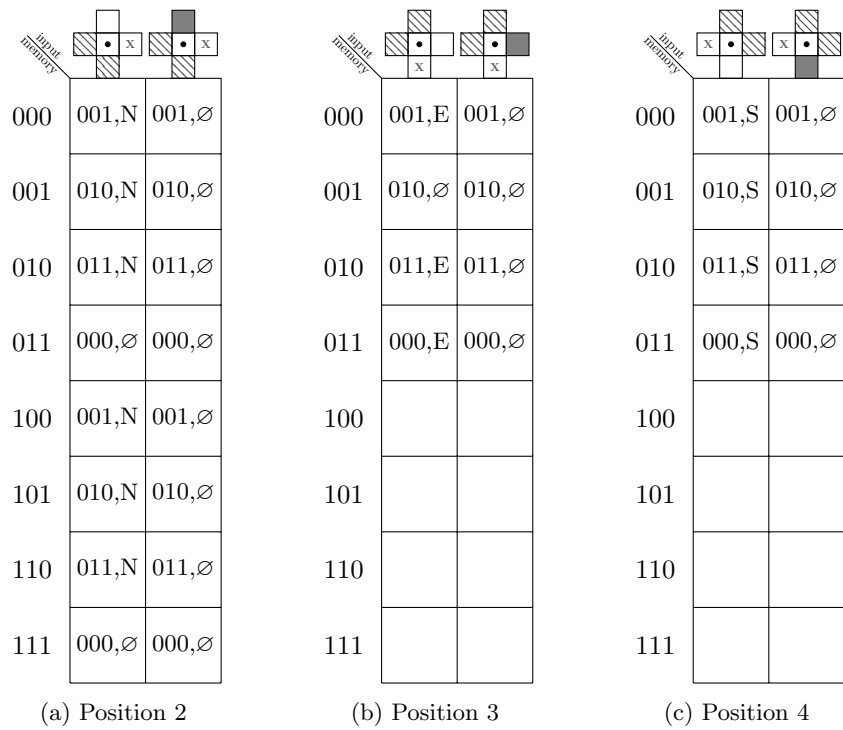 x x x x x x
input memory input memory input memory
000 001,N 001,∅ 000 001,E 001,∅ 000 001,S 001,∅
001 010,N 010,∅ 001 010,∅ 010,∅ 001 010,S 010,∅
010 011,N 011,∅ 010 011,E 011,∅ 010 011,S 011,∅
011 000,∅ 000,∅ 011 000,E 000,∅ 011 000,S 000,∅
100 001,N 001,∅ 100 100
101 010,N 010,∅ 101 101
110 011,N 011,∅ 110 110
111 000,∅ 000,∅ 111 111
(a) Position 2 (b) Position 3 (c) Position 4